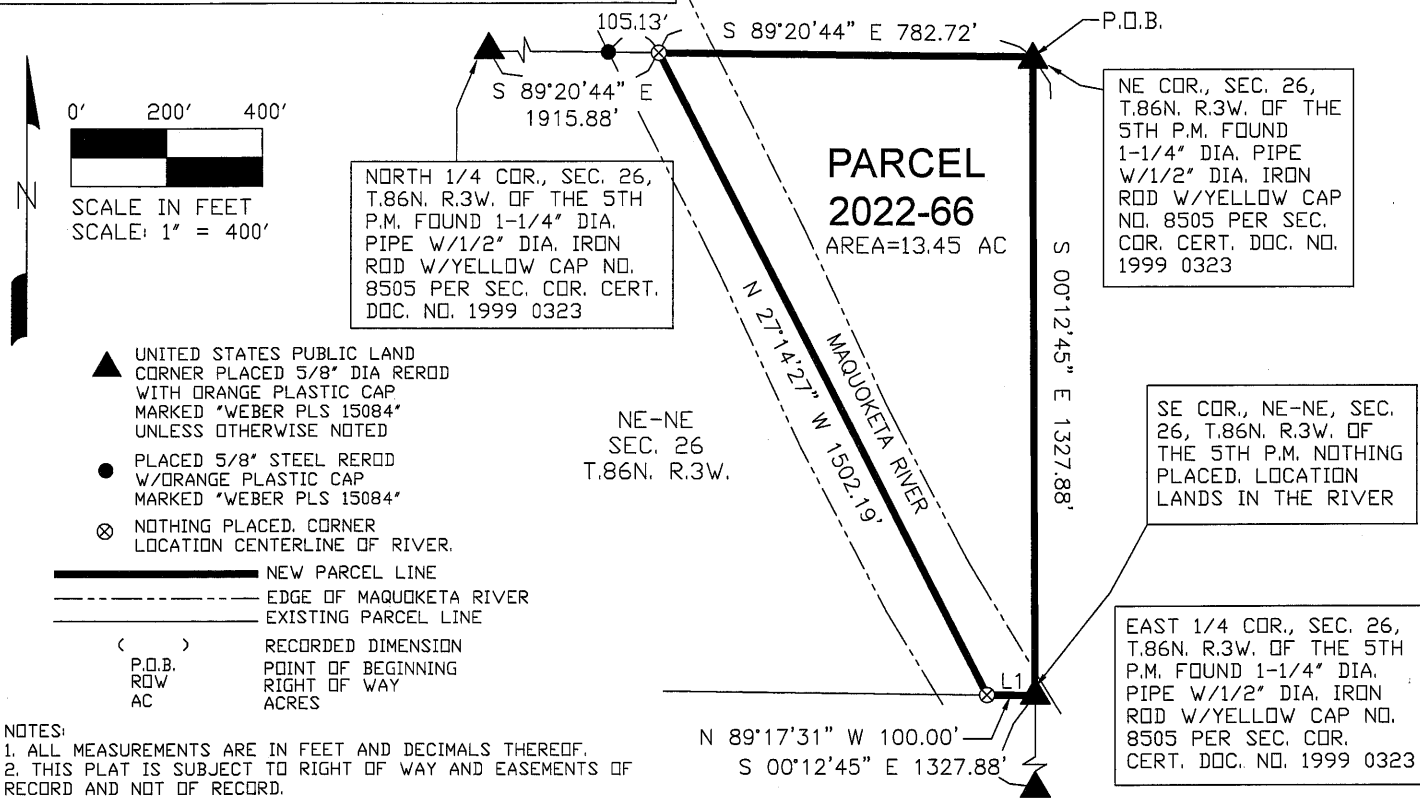 105.13'
S 89°20'44" E 782.72'
P.O.B.
S 89°20'44" E
1915.88'
0' 200' 400'
N
SCALE IN FEET
SCALE: 1" = 400'
NORTH 1/4 COR., SEC. 26,
T.86N. R.3W. OF THE 5TH
P.M. FOUND 1-1/4" DIA.
PIPE W/1/2" DIA. IRON
ROD W/YELLOW CAP NO.
8505 PER SEC. COR. CERT.
DOC. NO. 1999 0323
PARCEL
2022-66
AREA=13.45 AC
NE COR., SEC. 26,
T.86N. R.3W. OF THE
5TH P.M. FOUND
1-1/4" DIA. PIPE
W/1/2" DIA. IRON
ROD W/YELLOW CAP
NO. 8505 PER SEC.
COR. CERT. DOC. NO.
1999 0323
S 00°12'45" E 1327.88'
N 27°14'27" W 1502.19'
MAQUOKETA RIVER
UNITED STATES PUBLIC LAND
CORNER PLACED 5/8" DIA REROD
WITH ORANGE PLASTIC CAP
MARKED "WEBER PLS 15084"
UNLESS OTHERWISE NOTED
PLACED 5/8" STEEL REROD
W/ORANGE PLASTIC CAP
MARKED "WEBER PLS 15084"
NOTHING PLACED. CORNER
LOCATION CENTERLINE OF RIVER.
NEW PARCEL LINE
EDGE OF MAQUOKETA RIVER
EXISTING PARCEL LINE
( ) RECORDED DIMENSION
P.O.B. POINT OF BEGINNING
ROW RIGHT OF WAY
AC ACRES
NE-NE
SEC. 26
T.86N. R.3W.
SE COR., NE-NE, SEC.
26, T.86N. R.3W. OF
THE 5TH P.M. NOTHING
PLACED. LOCATION
LANDS IN THE RIVER
L1
N 89°17'31" W 100.00'
S 00°12'45" E 1327.88'
EAST 1/4 COR., SEC. 26,
T.86N. R.3W. OF THE 5TH
P.M. FOUND 1-1/4" DIA.
PIPE W/1/2" DIA. IRON
ROD W/YELLOW CAP NO.
8505 PER SEC. COR.
CERT. DOC. NO. 1999 0323
NOTES:
1. ALL MEASUREMENTS ARE IN FEET AND DECIMALS THEREOF.
2. THIS PLAT IS SUBJECT TO RIGHT OF WAY AND EASEMENTS OF
RECORD AND NOT OF RECORD.